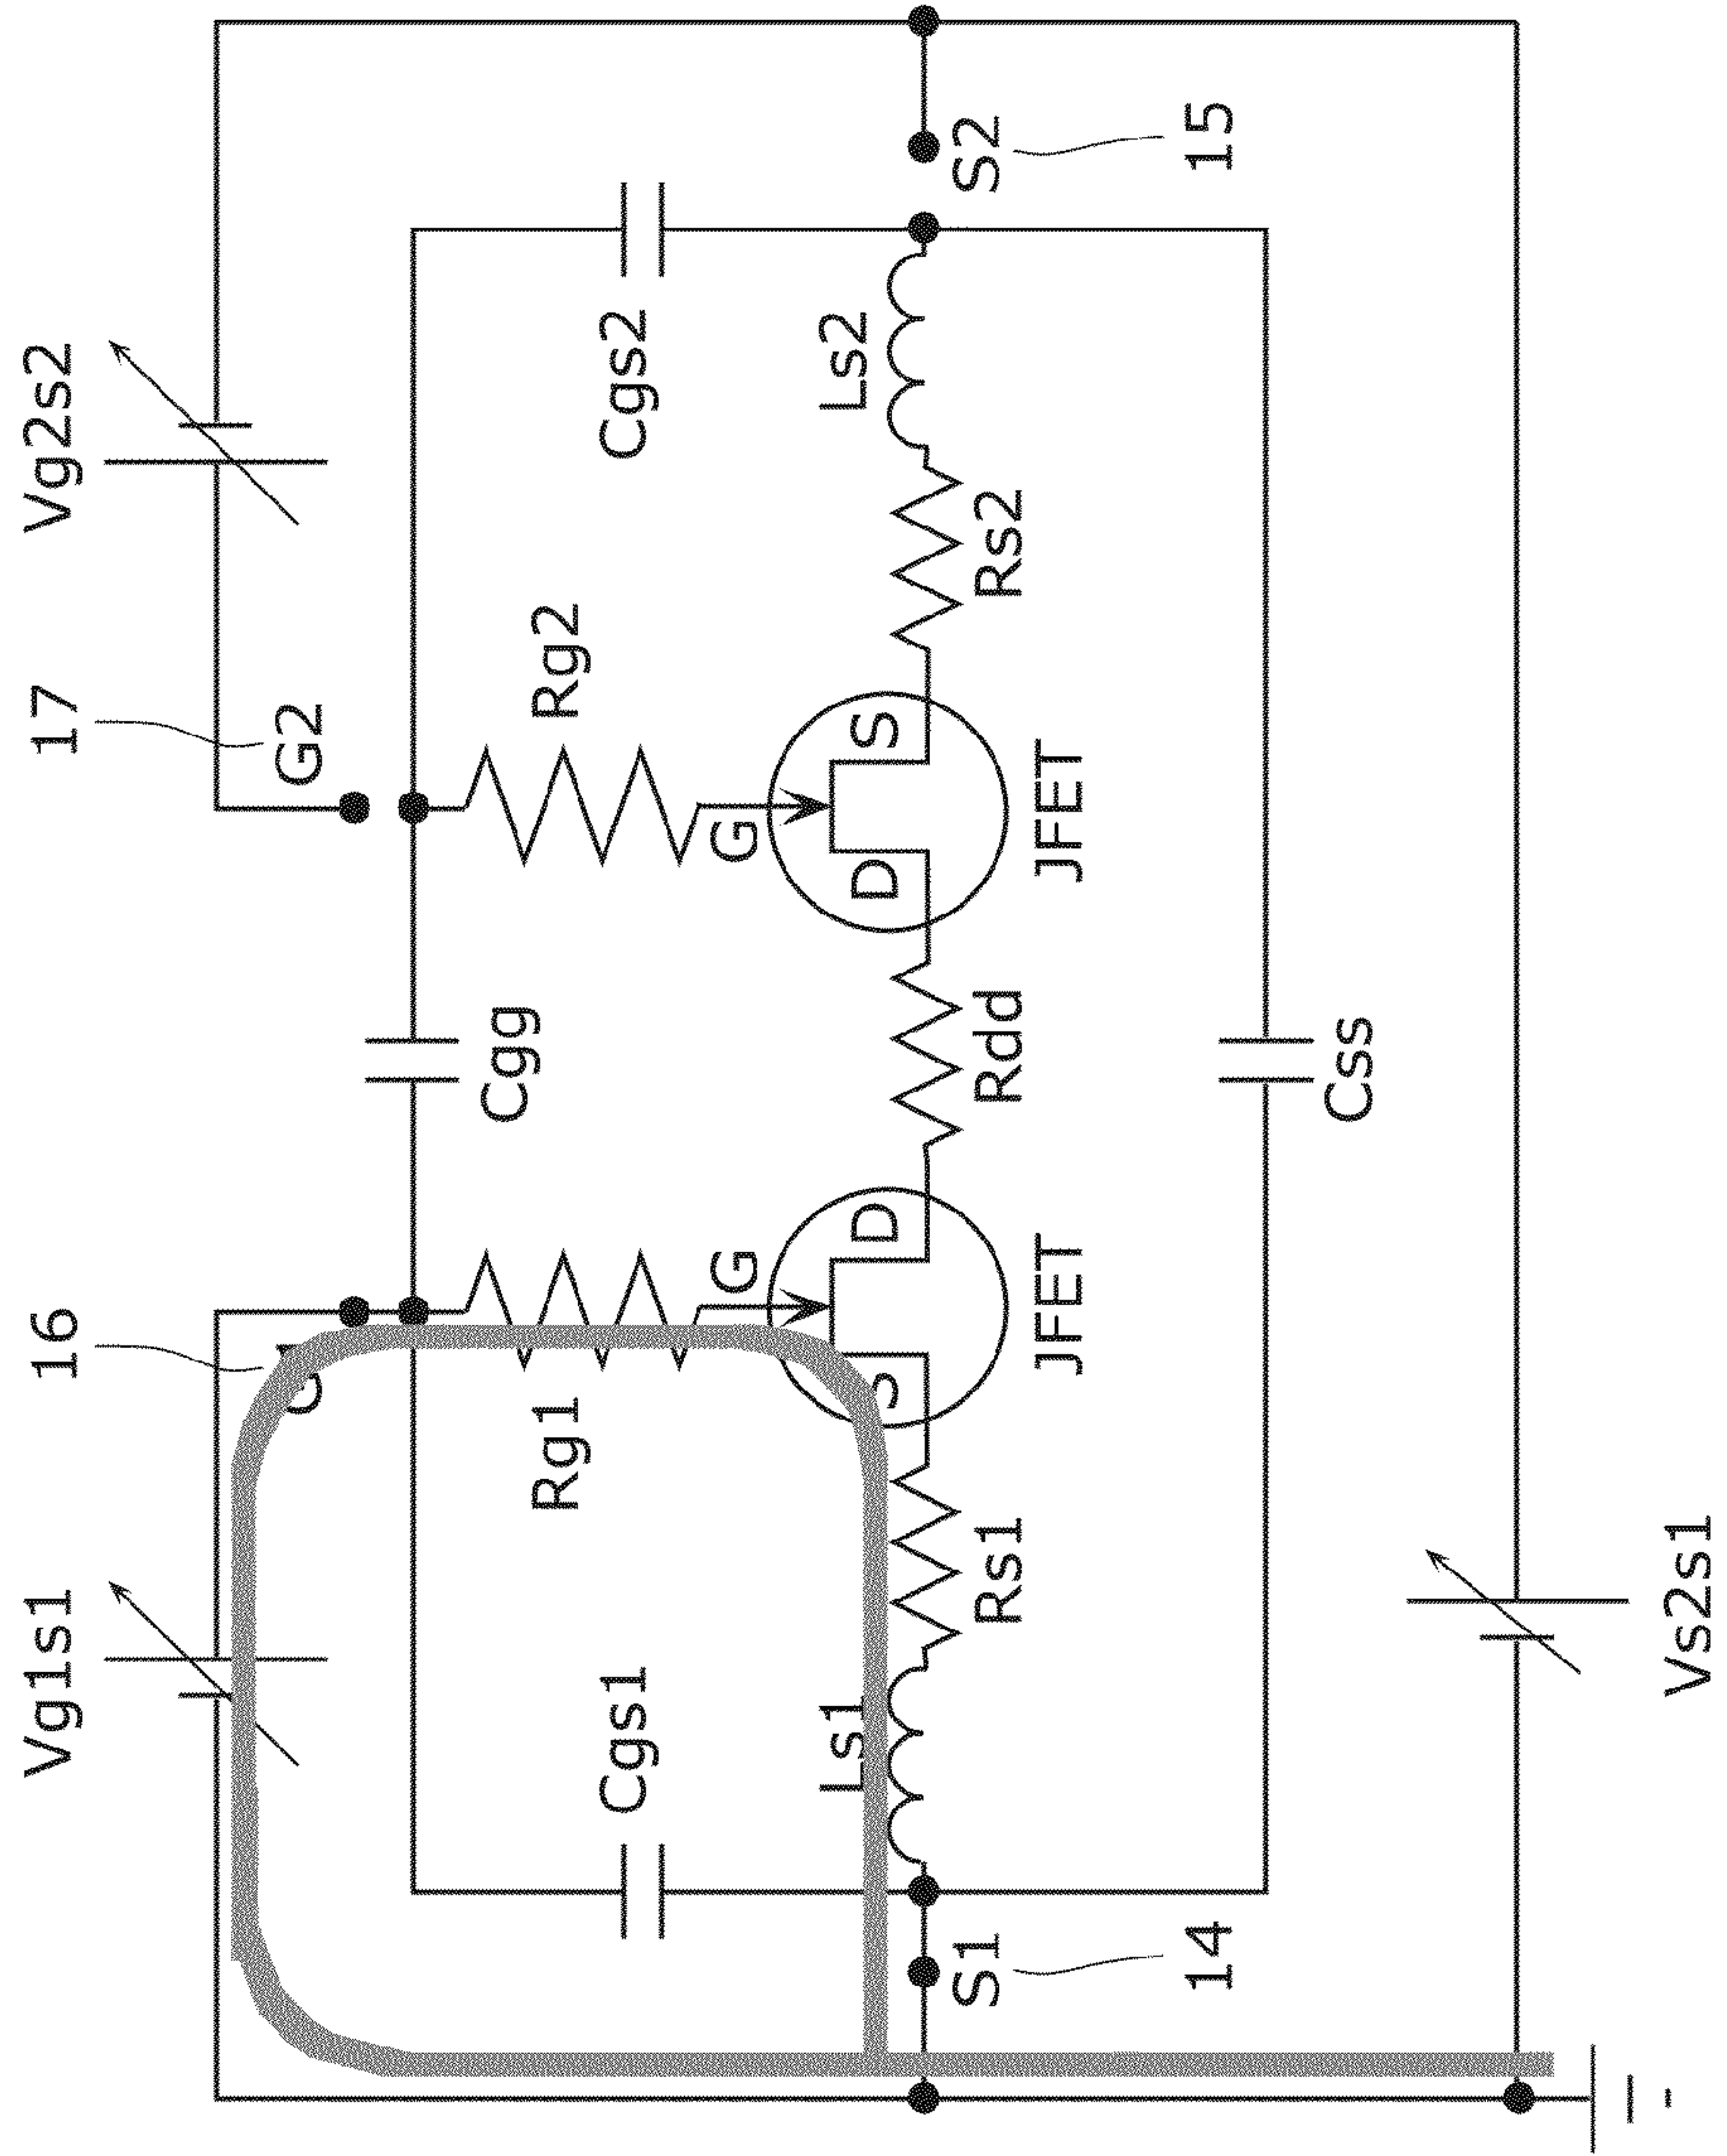 Vg1s1
16
17
Vg2s2
G2
Cgg
Rg1
Rg2
Cgs1
Cgs2
G
G
Ls1
Ls2
S
D
D
S
S1
Rs1
Rdd
Rs2
S2
JFET
JFET
14
15
Css
Vs2s1